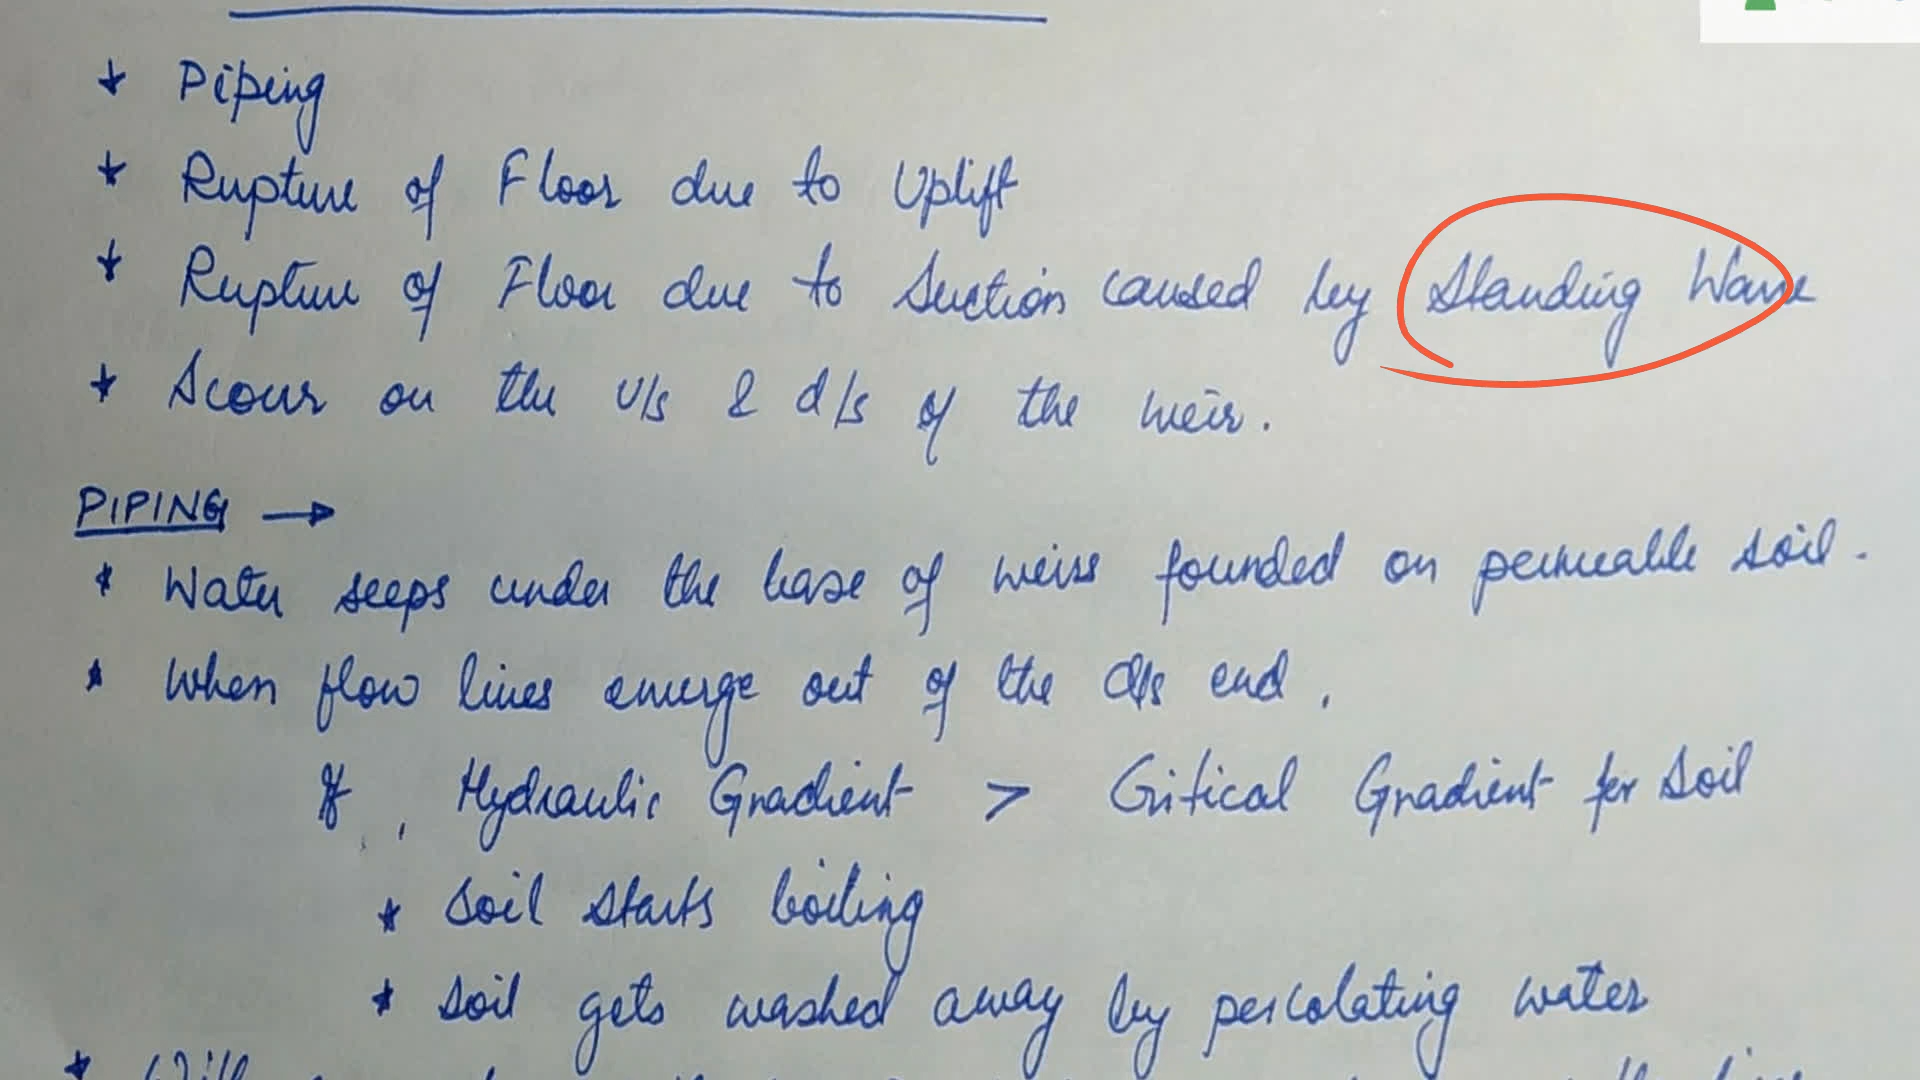 * Piping
* Rupture of Floor due to Uplift
* Rupture of Floor due to Suction caused by Standing Wave
* Scour on the U/s & d/s of the weir.
PIPING →
* Water seeps under the base of weirs founded on permeable soil.
* When flow lines emerge out of the d/s end,
If, Hydraulic Gradient > Critical Gradient for soil
* Soil starts boiling
* Soil gets washed away by percolating water